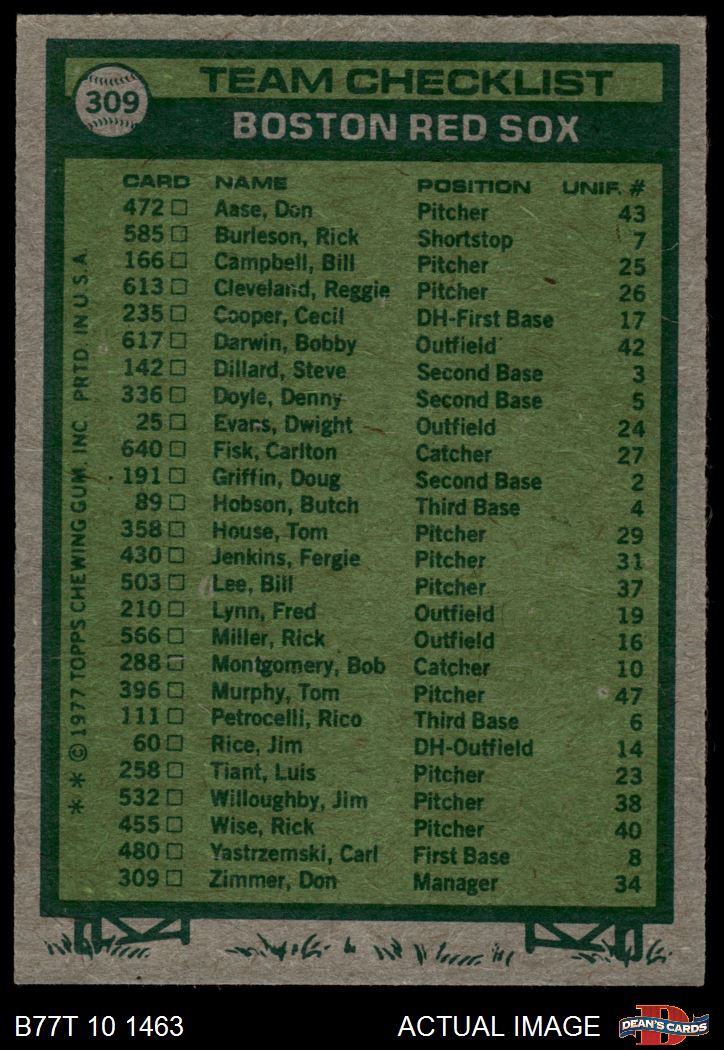 309
TEAM CHECKLIST
BOSTON RED SOX
CARD NAME POSITION UNIF. #
472 Aase, Don Pitcher 43
585 Burleson, Rick Shortstop 7
166 Campbell, Bill Pitcher 25
613 Cleveland, Reggie Pitcher 26
235 Cooper, Cecil DH-First Base 17
617 Darwin, Bobby Outfield 42
142 Dillard, Steve Second Base 3
336 Doyle, Denny Second Base 5
25 Evans, Dwight Outfield 24
640 Fisk, Carlton Catcher 27
191 Griffin, Doug Second Base 2
89 Hobson, Butch Third Base 4
358 House, Tom Pitcher 29
430 Jenkins, Fergie Pitcher 31
503 Lee, Bill Pitcher 37
210 Lynn, Fred Outfield 19
566 Miller, Rick Outfield 16
288 Montgomery, Bob Catcher 10
396 Murphy, Tom Pitcher 47
111 Petrocelli, Rico Third Base 6
60 Rice, Jim DH-Outfield 14
258 Tiant, Luis Pitcher 23
532 Willoughby, Jim Pitcher 38
455 Wise, Rick Pitcher 40
480 Yastrzemski, Carl First Base 8
309 Zimmer, Don Manager 34
* * © 1977 TOPPS CHEWING GUM, INC. PRTD. IN U.S.A.
B77T 10 1463
ACTUAL IMAGE
D
DEAN'S CARDS